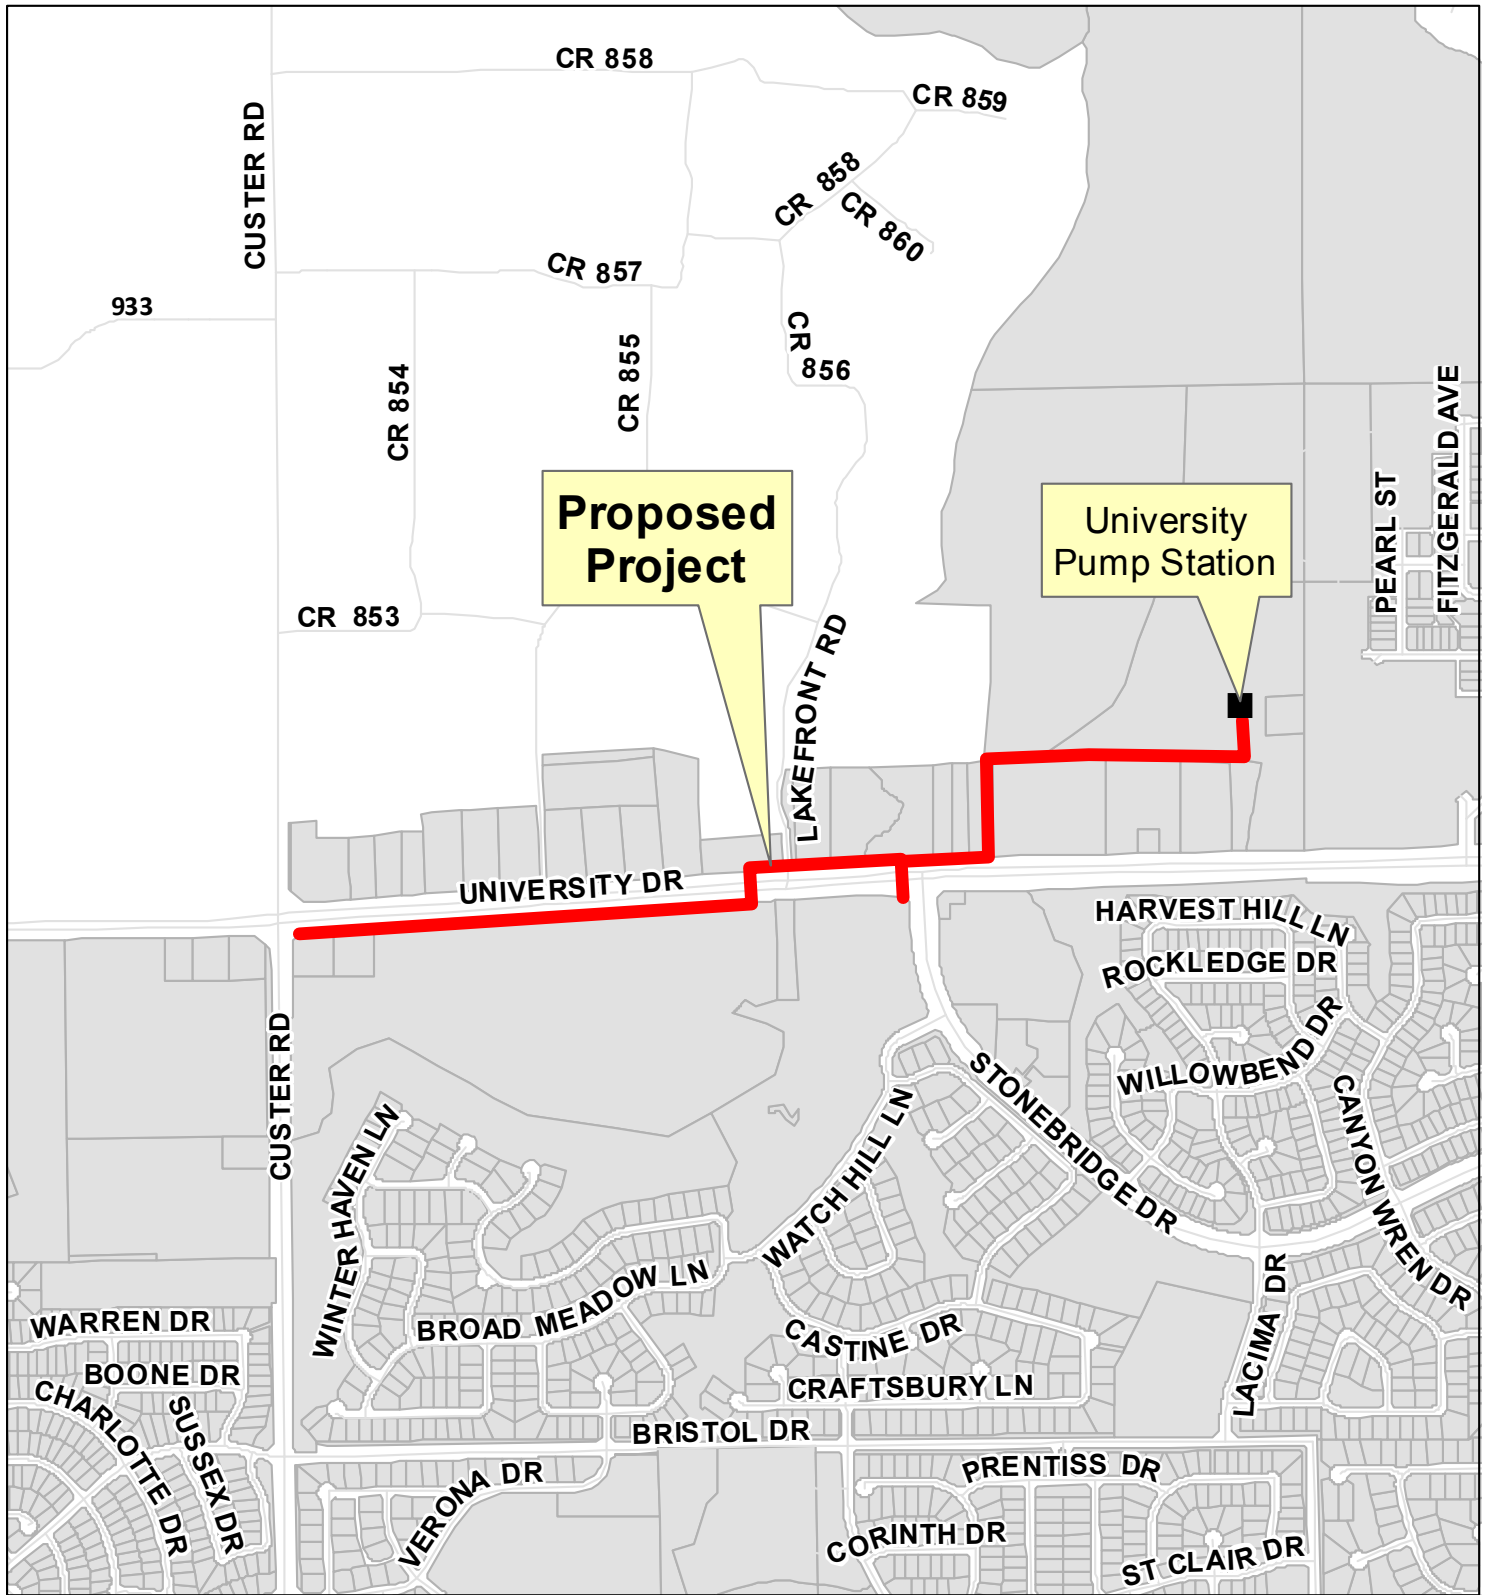 CR 858
CR 859
CUSTER RD
CR 858
CR 860
CR 857
933
CR 856
CR 855
CR 854
FITZGERALD AVE
PEARL ST
Proposed
Project
University
Pump Station
CR 853
LAKEFRONT RD
UNIVERSITY DR
HARVEST HILL LN
ROCKLEDGE DR
WILLOWBEND DR
CUSTER RD
STONEBRIDGE DR
CANYON WREN DR
WINTER HAVEN LN
WATCH HILL LN
BROAD MEADOW LN
LACIMA DR
WARREN DR
CASTINE DR
BOONE DR
CRAFTSBURY LN
CHARLOTTE DR
SUSSEX DR
BRISTOL DR
VERONA DR
PRENTISS DR
CORINTH DR
ST CLAIR DR